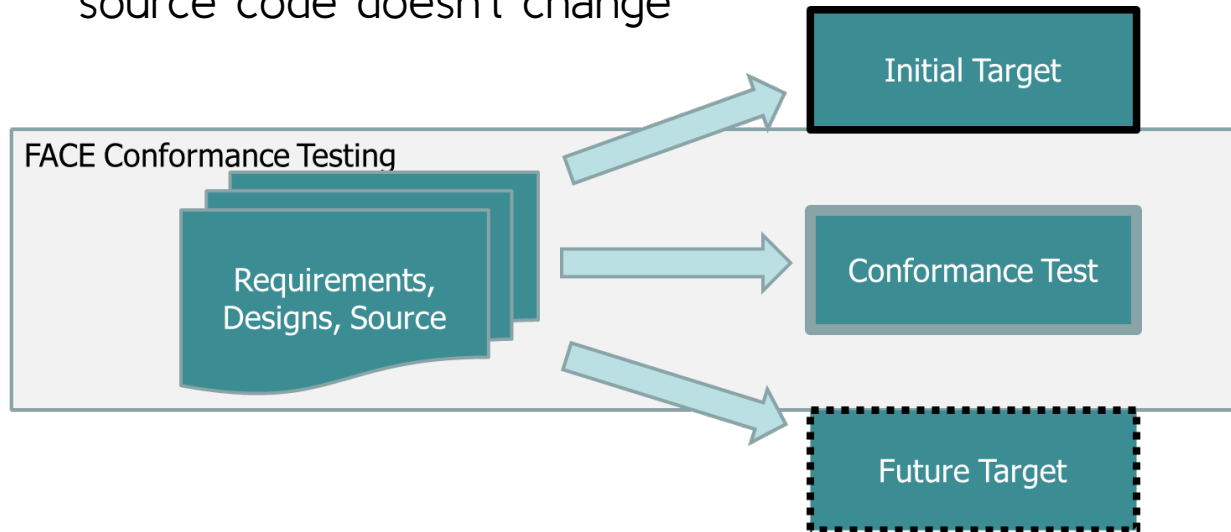 source code doesn't change
Initial Target
FACE Conformance Testing
Requirements,
Designs, Source
Conformance Test
Future Target